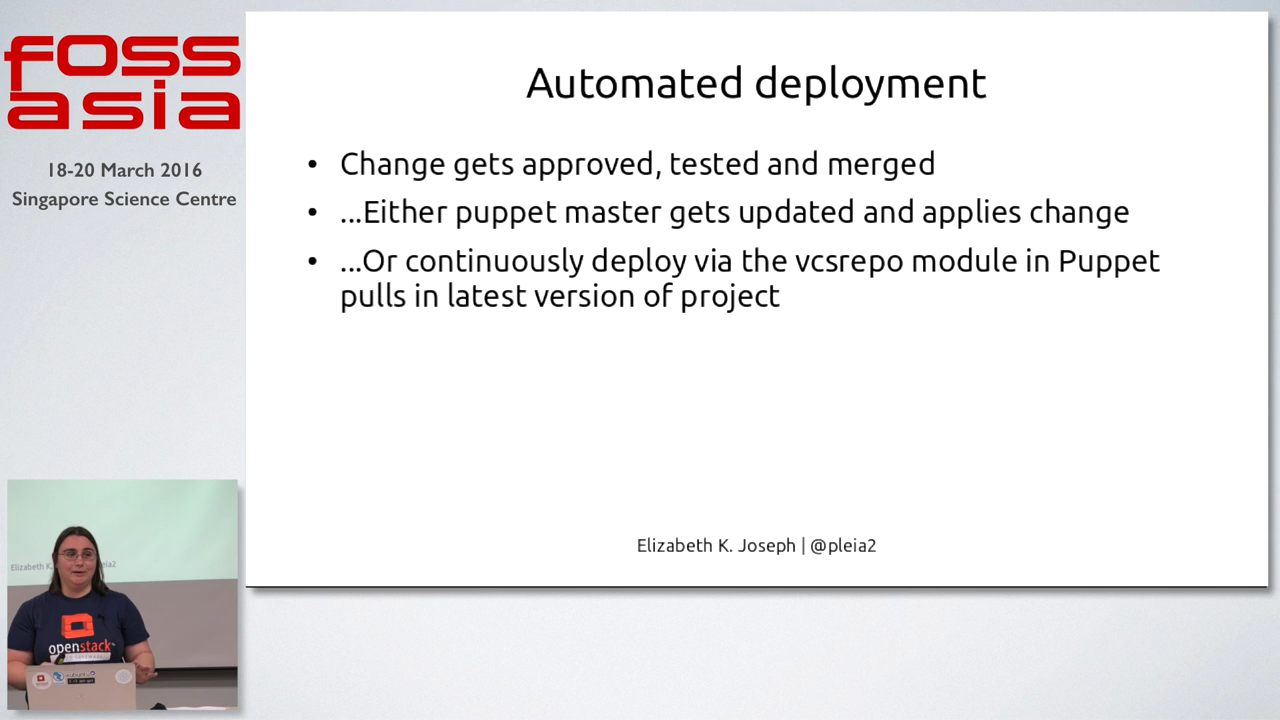 foss
asia
18-20 March 2016
Singapore Science Centre
Automated deployment
• Change gets approved, tested and merged
• ...Either puppet master gets updated and applies change
• ...Or continuously deploy via the vcsrepo module in Puppet
pulls in latest version of project
Elizabeth K. Joseph | @pleia2
Elizabeth K.
eia2
openstack